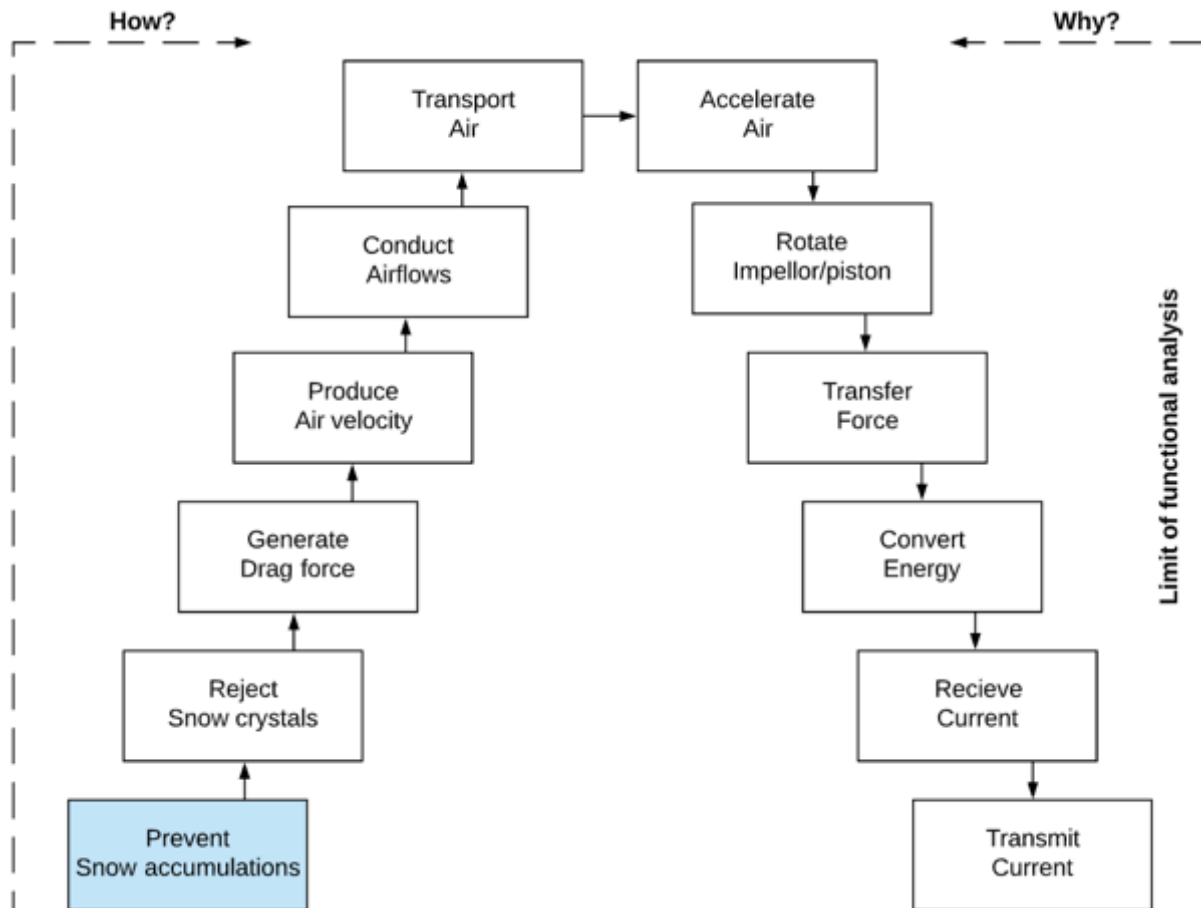 How?
Why?
Transport
Air
Accelerate
Air
Conduct
Airflows
Rotate
Impellor/piston
Produce
Air velocity
Transfer
Force
Generate
Drag force
Convert
Energy
Reject
Snow crystals
Recieve
Current
Prevent
Snow accumulations
Transmit
Current
Limit of functional analysis